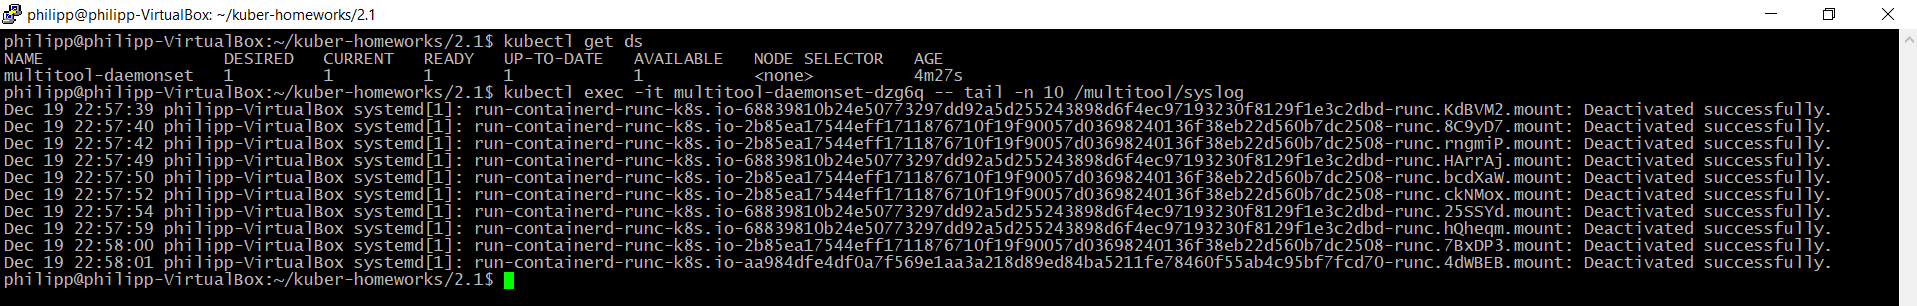 philipp@philipp-VirtualBox: ~/kuber-homeworks/2.1
philipp@philipp-VirtualBox:~/kuber-homeworks/2.1$ kubectl get ds
NAME                  DESIRED   CURRENT   READY   UP-TO-DATE   AVAILABLE   NODE SELECTOR   AGE
multitool-daemonset   1         1         1       1            1           <none>          4m27s
philipp@philipp-VirtualBox:~/kuber-homeworks/2.1$ kubectl exec -it multitool-daemonset-dzg6q -- tail -n 10 /multitool/syslog
Dec 19 22:57:39 philipp-VirtualBox systemd[1]: run-containerd-runc-k8s.io-68839810b24e50773297dd92a5d255243898d6f4ec97193230f8129f1e3c2dbd-runc.KdBVM2.mount: Deactivated successfully.
Dec 19 22:57:40 philipp-VirtualBox systemd[1]: run-containerd-runc-k8s.io-2b85ea17544eff1711876710f19f90057d03698240136f38eb22d560b7dc2508-runc.8C9yD7.mount: Deactivated successfully.
Dec 19 22:57:42 philipp-VirtualBox systemd[1]: run-containerd-runc-k8s.io-2b85ea17544eff1711876710f19f90057d03698240136f38eb22d560b7dc2508-runc.rngmiP.mount: Deactivated successfully.
Dec 19 22:57:49 philipp-VirtualBox systemd[1]: run-containerd-runc-k8s.io-68839810b24e50773297dd92a5d255243898d6f4ec97193230f8129f1e3c2dbd-runc.HArrAj.mount: Deactivated successfully.
Dec 19 22:57:50 philipp-VirtualBox systemd[1]: run-containerd-runc-k8s.io-2b85ea17544eff1711876710f19f90057d03698240136f38eb22d560b7dc2508-runc.bcdXaW.mount: Deactivated successfully.
Dec 19 22:57:52 philipp-VirtualBox systemd[1]: run-containerd-runc-k8s.io-2b85ea17544eff1711876710f19f90057d03698240136f38eb22d560b7dc2508-runc.ckNMox.mount: Deactivated successfully.
Dec 19 22:57:54 philipp-VirtualBox systemd[1]: run-containerd-runc-k8s.io-68839810b24e50773297dd92a5d255243898d6f4ec97193230f8129f1e3c2dbd-runc.25SSYd.mount: Deactivated successfully.
Dec 19 22:57:59 philipp-VirtualBox systemd[1]: run-containerd-runc-k8s.io-68839810b24e50773297dd92a5d255243898d6f4ec97193230f8129f1e3c2dbd-runc.hQheqm.mount: Deactivated successfully.
Dec 19 22:58:00 philipp-VirtualBox systemd[1]: run-containerd-runc-k8s.io-2b85ea17544eff1711876710f19f90057d03698240136f38eb22d560b7dc2508-runc.7BxDP3.mount: Deactivated successfully.
Dec 19 22:58:01 philipp-VirtualBox systemd[1]: run-containerd-runc-k8s.io-aa984dfe4df0a7f569e1aa3a218d89ed84ba5211fe78460f55ab4c95bf7fcd70-runc.4dWBEB.mount: Deactivated successfully.
philipp@philipp-VirtualBox:~/kuber-homeworks/2.1$